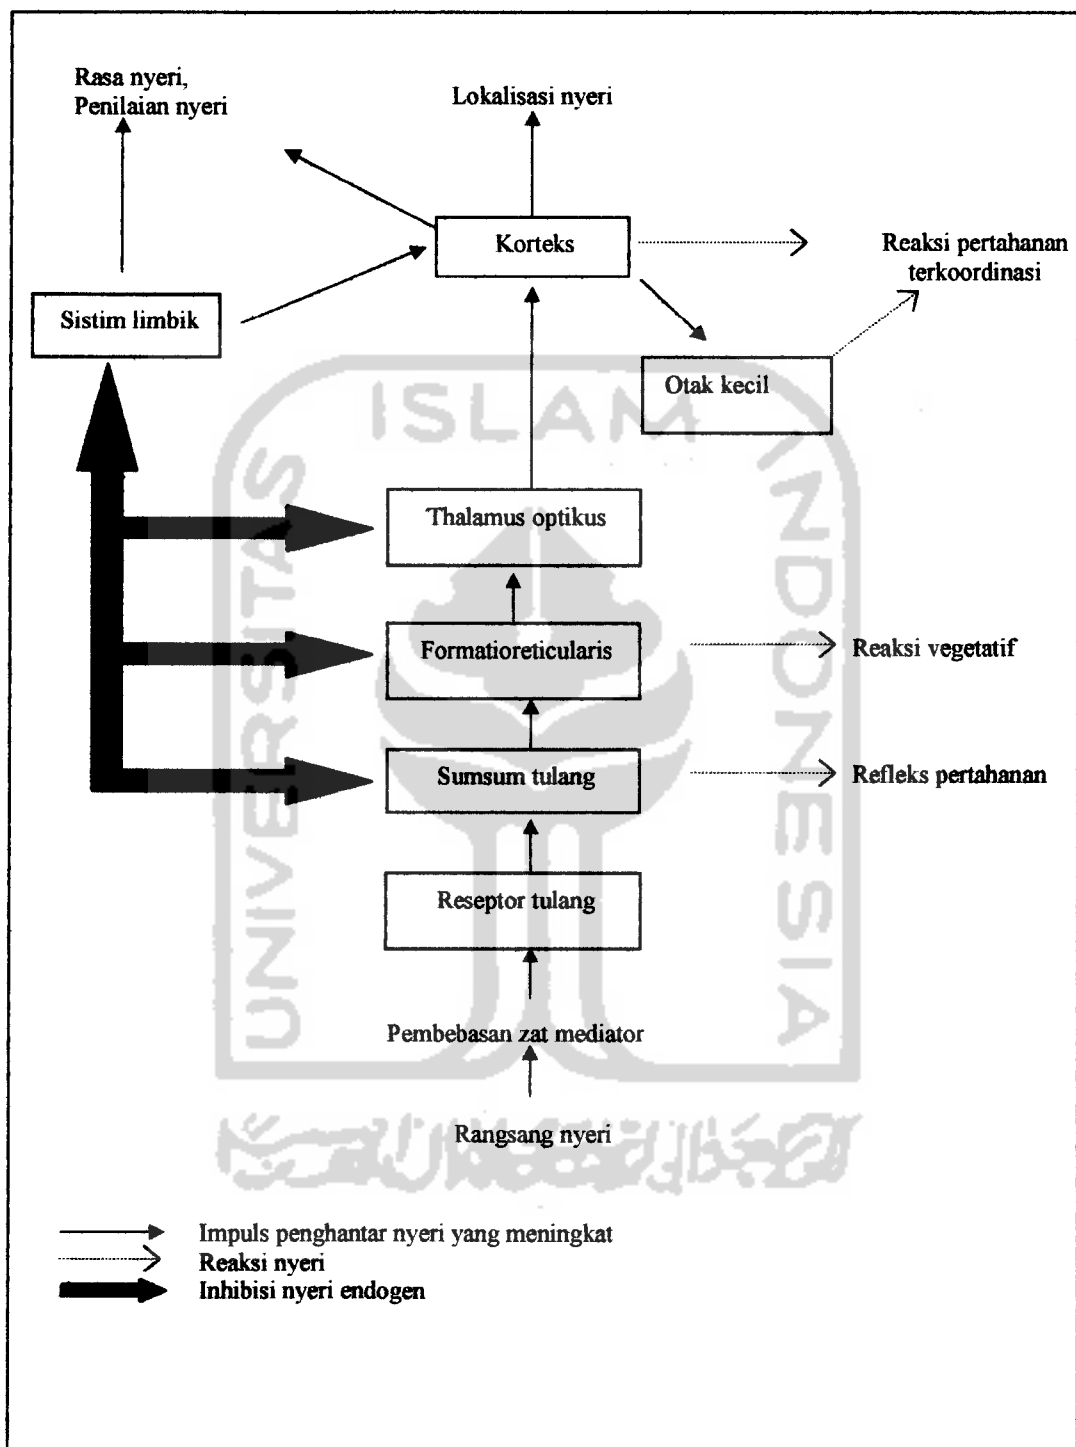 Rasa nyeri,
Penilaian nyeri
Lokalisasi nyeri
Korteks
Reaksi pertahanan
terkoordinasi
Sistim limbik
Otak kecil
ISLAM
UNIVERSITAS
INDONESIA
Thalamus optikus
Formatioreticularis
Reaksi vegetatif
Sumsum tulang
Refleks pertahanan
Reseptor tulang
Pembebasan zat mediator
Rangsang nyeri
Impuls penghantar nyeri yang meningkat
Reaksi nyeri
Inhibisi nyeri endogen